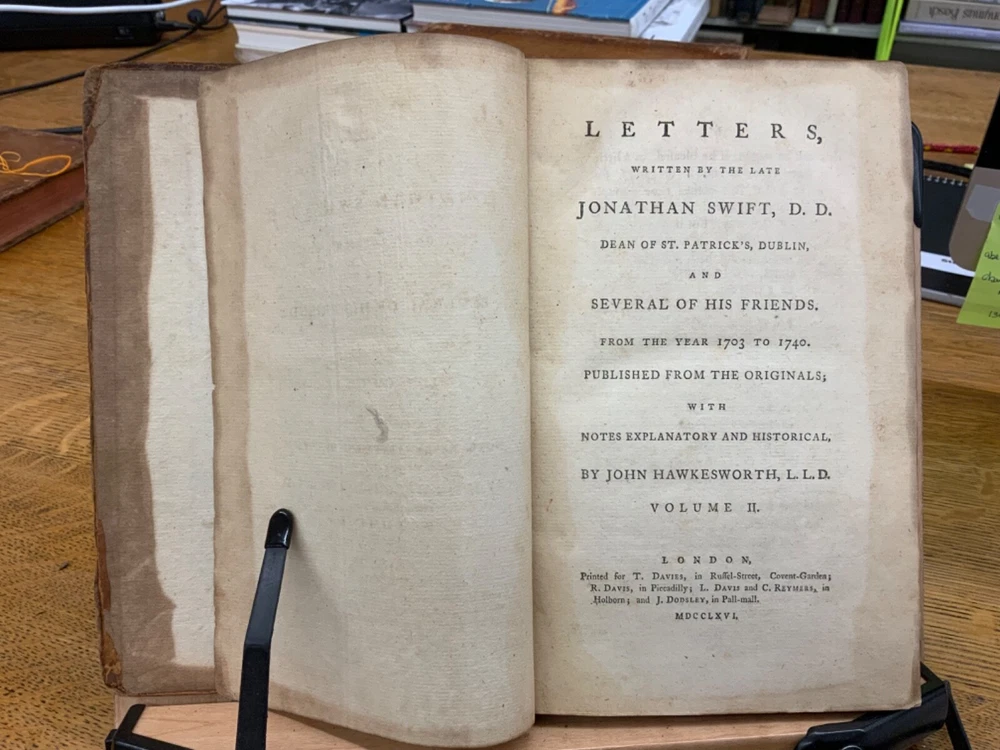 LETTERS,
WRITTEN BY THE LATE
JONATHAN SWIFT, D. D.
DEAN OF ST. PATRICK'S, DUBLIN,
AND
SEVERAL OF HIS FRIENDS.
FROM THE YEAR 1703 TO 1740.
PUBLISHED FROM THE ORIGINALS;
WITH
NOTES EXPLANATORY AND HISTORICAL,
BY JOHN HAWKESWORTH, L. L. D.
VOLUME II.
LONDON,
Printed for T. DAVIES, in Ruſſel-Street, Covent-Garden;
R. DAVIS, in Piccadilly; L. DAVIS and C. REYMERS, in
Holborn; and J. DODSLEY, in Pall-mall.
MDCCLXVI.